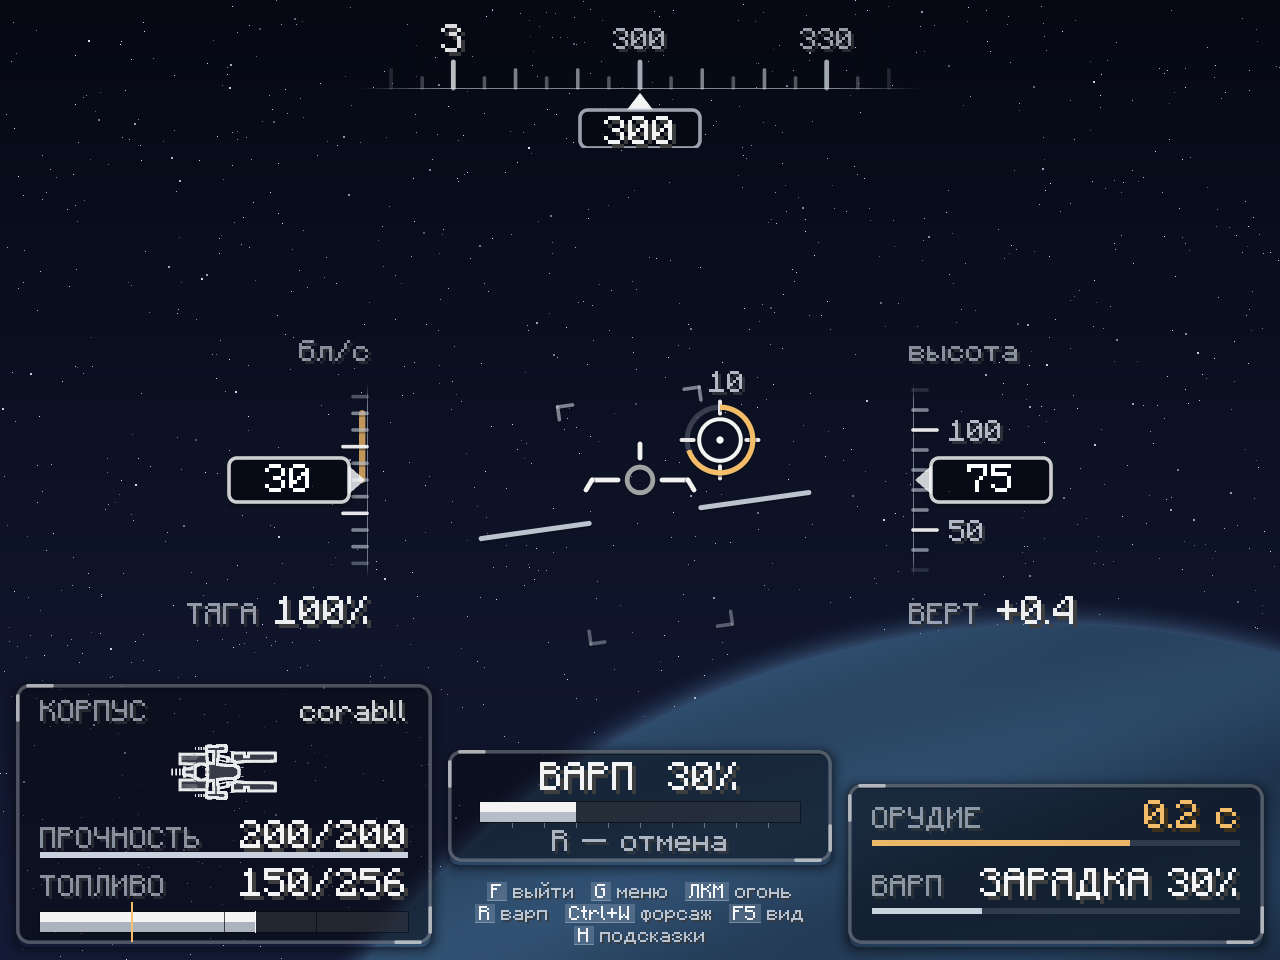 З 300 330
300
бл/с
высота
10
100
30
75
50
ТЯГА 100%
ВЕРТ +0.4
КОРПУС corabll
ПРОЧНОСТЬ 200/200
ТОПЛИВО 150/256
ВАРП 30%
R — отмена
F выйти G меню ЛКМ огонь
R варп Ctrl+W форсаж F5 вид
H подсказки
ОРУДИЕ 0.2 с
ВАРП ЗАРЯДКА 30%